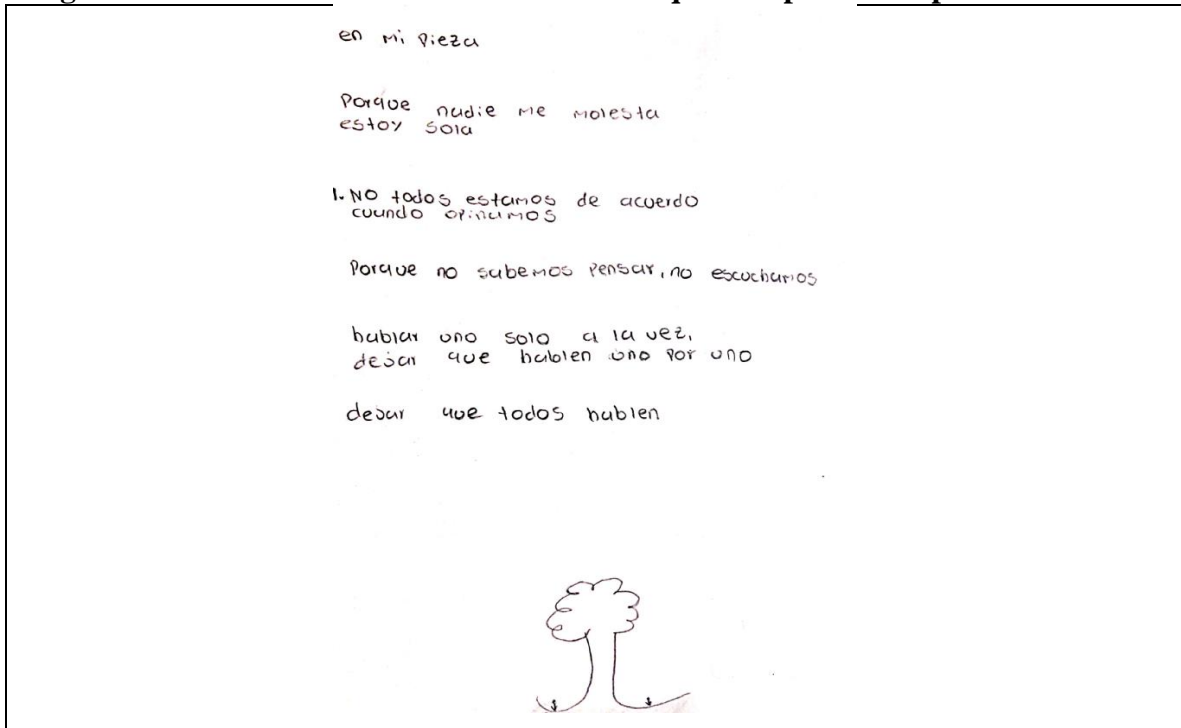 en mi pieza
Porque nadie me molesta
estoy sola
1. NO todos estamos de acuerdo
cuando opinamos
Porque no sabemos pensar, no escuchamos
hablar uno solo a la vez,
dejar que hablen uno por uno
dejar que todos hablen